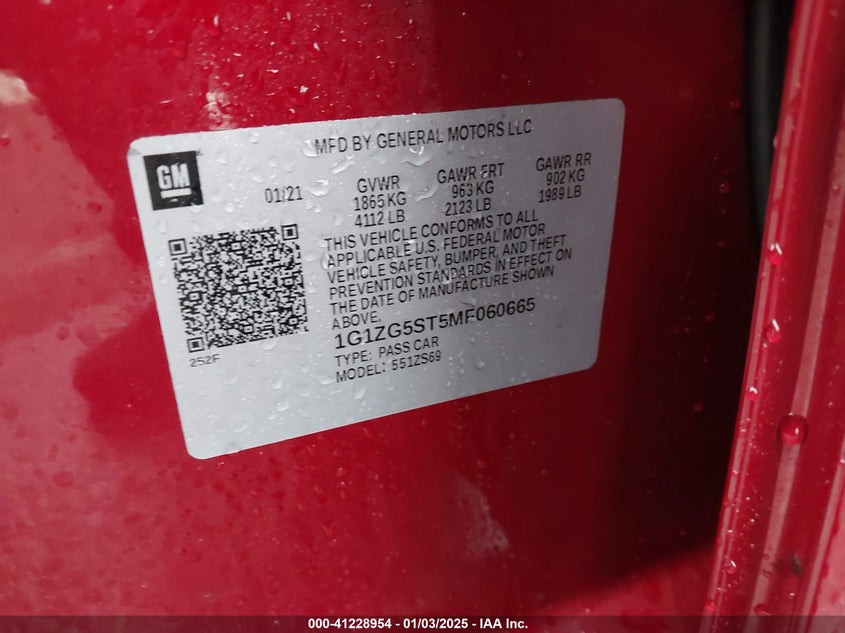 MFD BY GENERAL MOTORS LLC
GM
01/21
GVWR
1865 KG
4112 LB
GAWR FRT
963 KG
2123 LB
GAWR RR
902 KG
1989 LB
THIS VEHICLE CONFORMS TO ALL
APPLICABLE U.S. FEDERAL MOTOR
VEHICLE SAFETY, BUMPER, AND THEFT
PREVENTION STANDARDS IN EFFECT ON
THE DATE OF MANUFACTURE SHOWN
ABOVE.
1G1ZG5ST5MF060665
TYPE: PASS CAR
MODEL: 551ZS69
252F
000-41228954 - 01/03/2025 - IAA Inc.